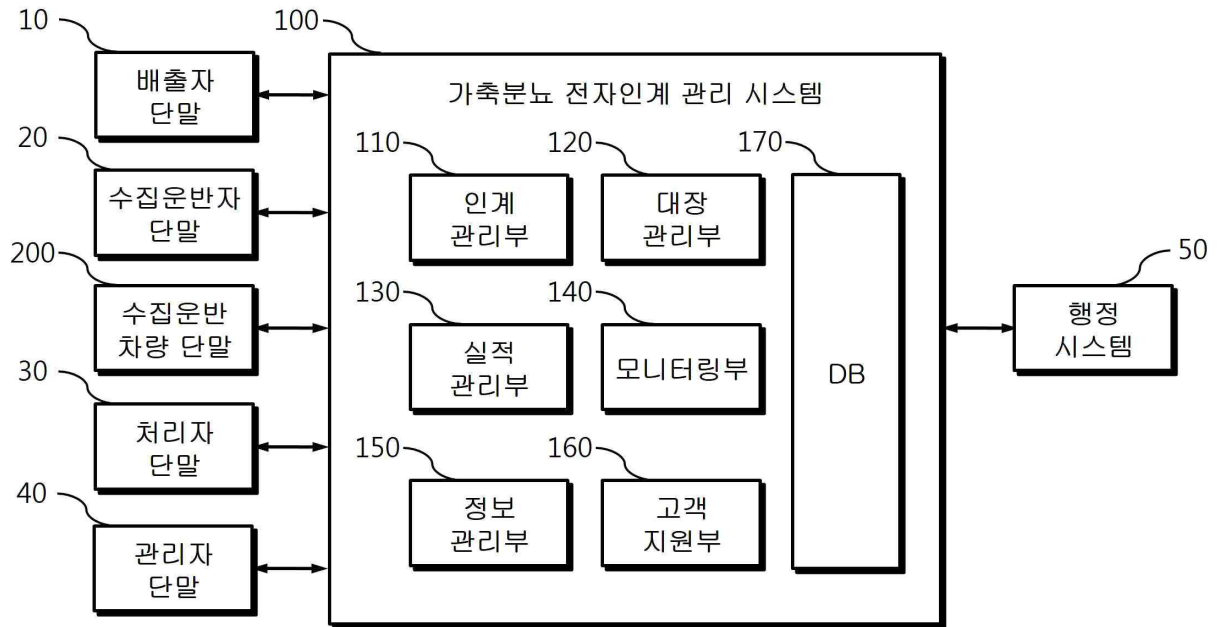 10
배출자
단말
20
수집운반자
단말
200
수집운반
차량 단말
30
처리자
단말
40
관리자
단말
100
가축분뇨 전자인계 관리 시스템
110
인계
관리부
120
대장
관리부
130
실적
관리부
140
모니터링부
150
정보
관리부
160
고객
지원부
170
DB
50
행정
시스템